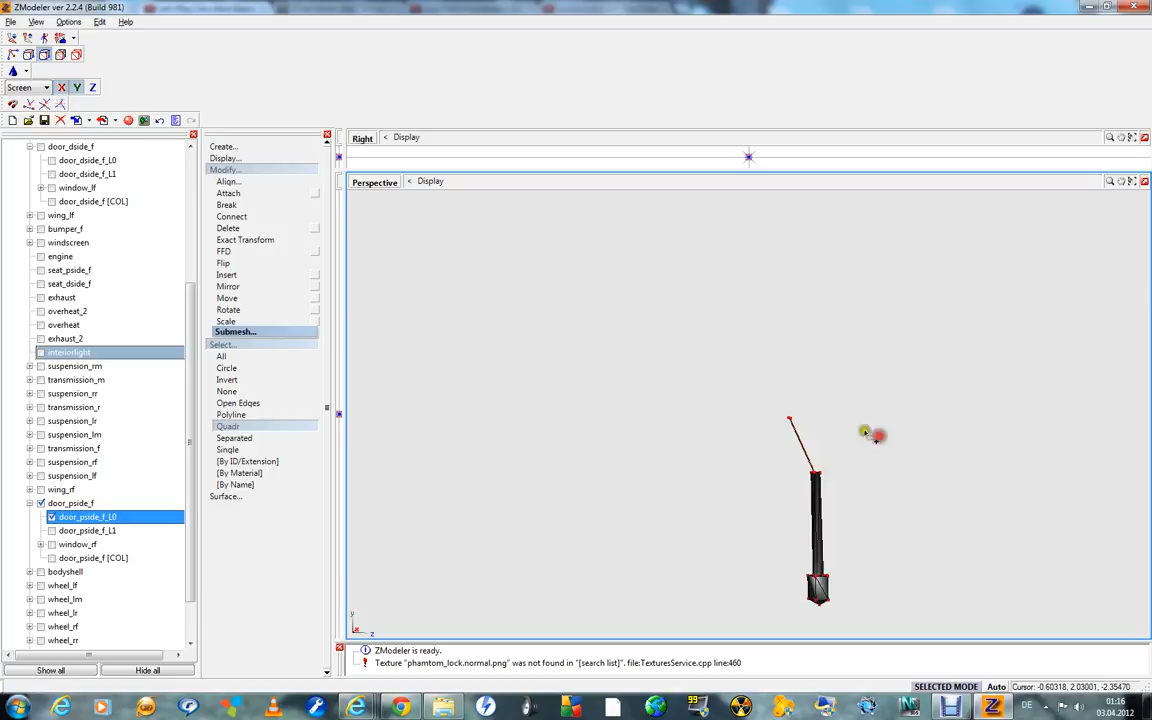 ZModeler ver 2.2.4 (Build 981)
File View Options Edit Help
Screen X Y Z
door_dside_f
door_dside_f_L0
door_dside_f_L1
window_lf
door_dside_f [COL]
wing_lf
bumper_f
windscreen
engine
seat_pside_f
seat_dside_f
exhaust
overheat_2
overheat
exhaust_2
interiorlight
suspension_rm
transmission_m
suspension_rr
transmission_r
suspension_lr
suspension_lm
transmission_f
suspension_rf
suspension_lf
wing_rf
door_pside_f
door_pside_f_L0
door_pside_f_L1
window_rf
door_pside_f [COL]
bodyshell
wheel_lf
wheel_lm
wheel_lr
wheel_rf
wheel_rr
Show all Hide all
Create...
Display...
Modify...
Align...
Attach
Break
Connect
Delete
Exact Transform
FFD
Flip
Insert
Mirror
Move
Rotate
Scale
Submesh...
Select...
All
Circle
Invert
None
Open Edges
Polyline
Quadr
Separated
Single
[By ID/Extension]
[By Material]
[By Name]
Surface...
Right < Display
Perspective < Display
y
x z
ZModeler is ready.
Texture "phamtom_lock.normal.png" was not found in "[search list]". file:TexturesService.cpp line:460
SELECTED MODE Auto Cursor: -0.60318, 2.03001, -2.35470
99
DE
01:16
03.04.2012